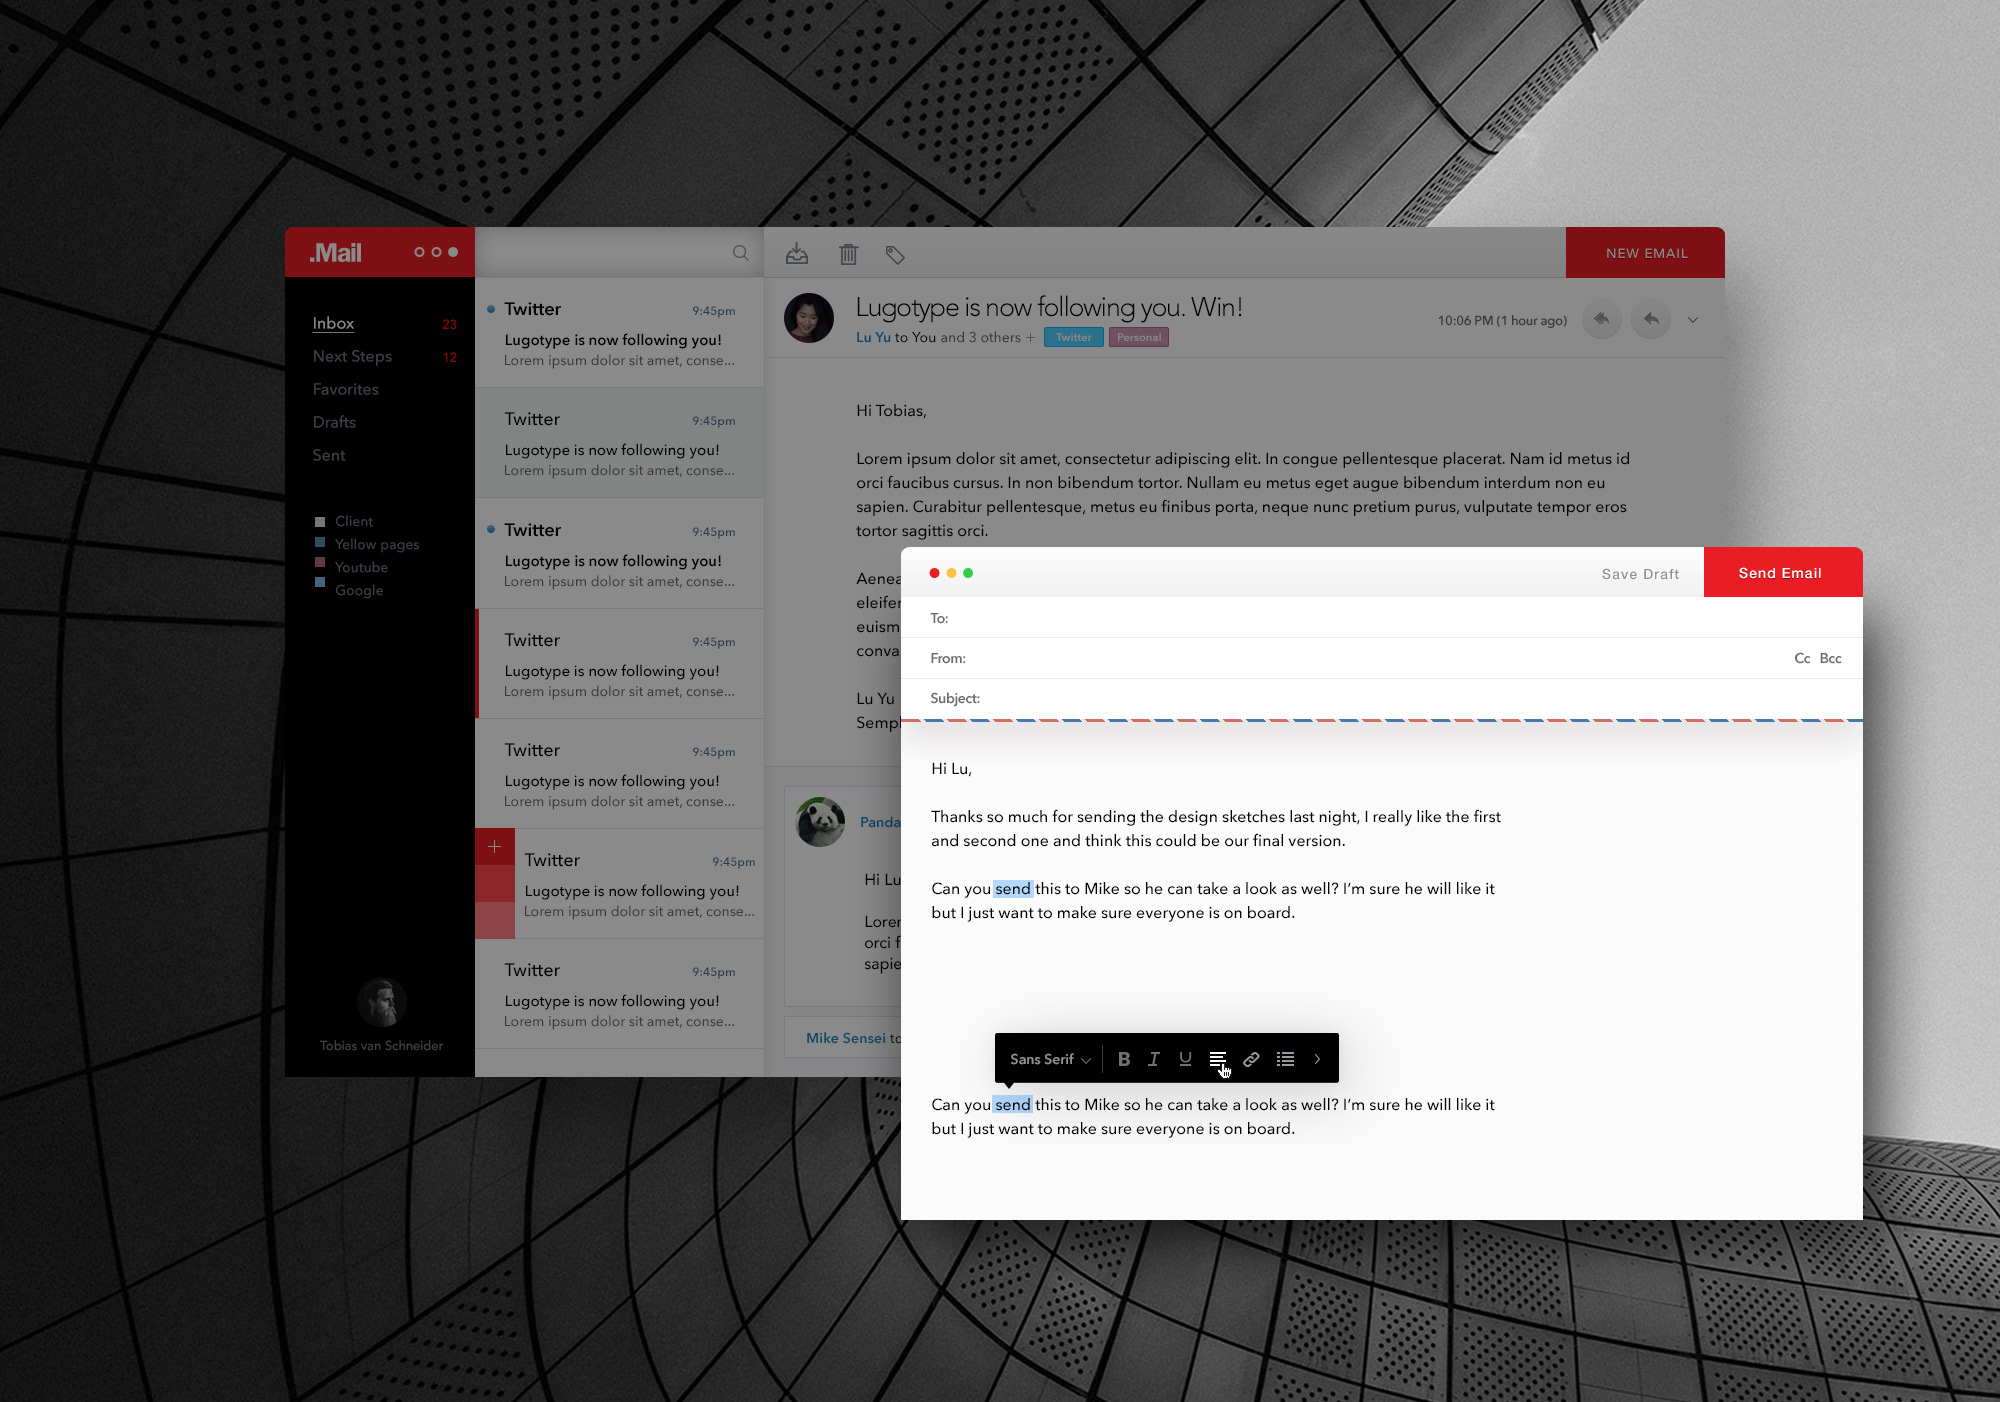 .Mail
Inbox 23
Next Steps 12
Favorites
Drafts
Sent
Client
Yellow pages
Youtube
Google
Tobias van Schneider
Twitter 9:45pm
Lugotype is now following you!
Lorem ipsum dolor sit amet, conse...
Twitter 9:45pm
Lugotype is now following you!
Lorem ipsum dolor sit amet, conse...
Twitter 9:45pm
Lugotype is now following you!
Lorem ipsum dolor sit amet, conse...
Twitter 9:45pm
Lugotype is now following you!
Lorem ipsum dolor sit amet, conse...
Twitter 9:45pm
Lugotype is now following you!
Lorem ipsum dolor sit amet, conse...
Twitter 9:45pm
Lugotype is now following you!
Lorem ipsum dolor sit amet, conse...
Twitter 9:45pm
Lugotype is now following you!
Lorem ipsum dolor sit amet, conse...
NEW EMAIL
Lugotype is now following you. Win!
Lu Yu to You and 3 others + Twitter Personal
10:06 PM (1 hour ago)
Hi Tobias,
Lorem ipsum dolor sit amet, consectetur adipiscing elit. In congue pellentesque placerat. Nam id metus id
orci faucibus cursus. In non bibendum tortor. Nullam eu metus eget augue bibendum interdum non eu
sapien. Curabitur pellentesque, metus eu finibus porta, neque nunc pretium purus, vulputate tempor eros
tortor sagittis orci.
Aenea
eleifer
euism
conva
Lu Yu
Semp
Panda
Hi Lu
Loren
orci f
sapie
Mike Sensei to
Save Draft
Send Email
To:
From:
Cc Bcc
Subject:
Hi Lu,
Thanks so much for sending the design sketches last night, I really like the first
and second one and think this could be our final version.
Can you send this to Mike so he can take a look as well? I'm sure he will like it
but I just want to make sure everyone is on board.
Sans Serif B I U
Can you send this to Mike so he can take a look as well? I'm sure he will like it
but I just want to make sure everyone is on board.